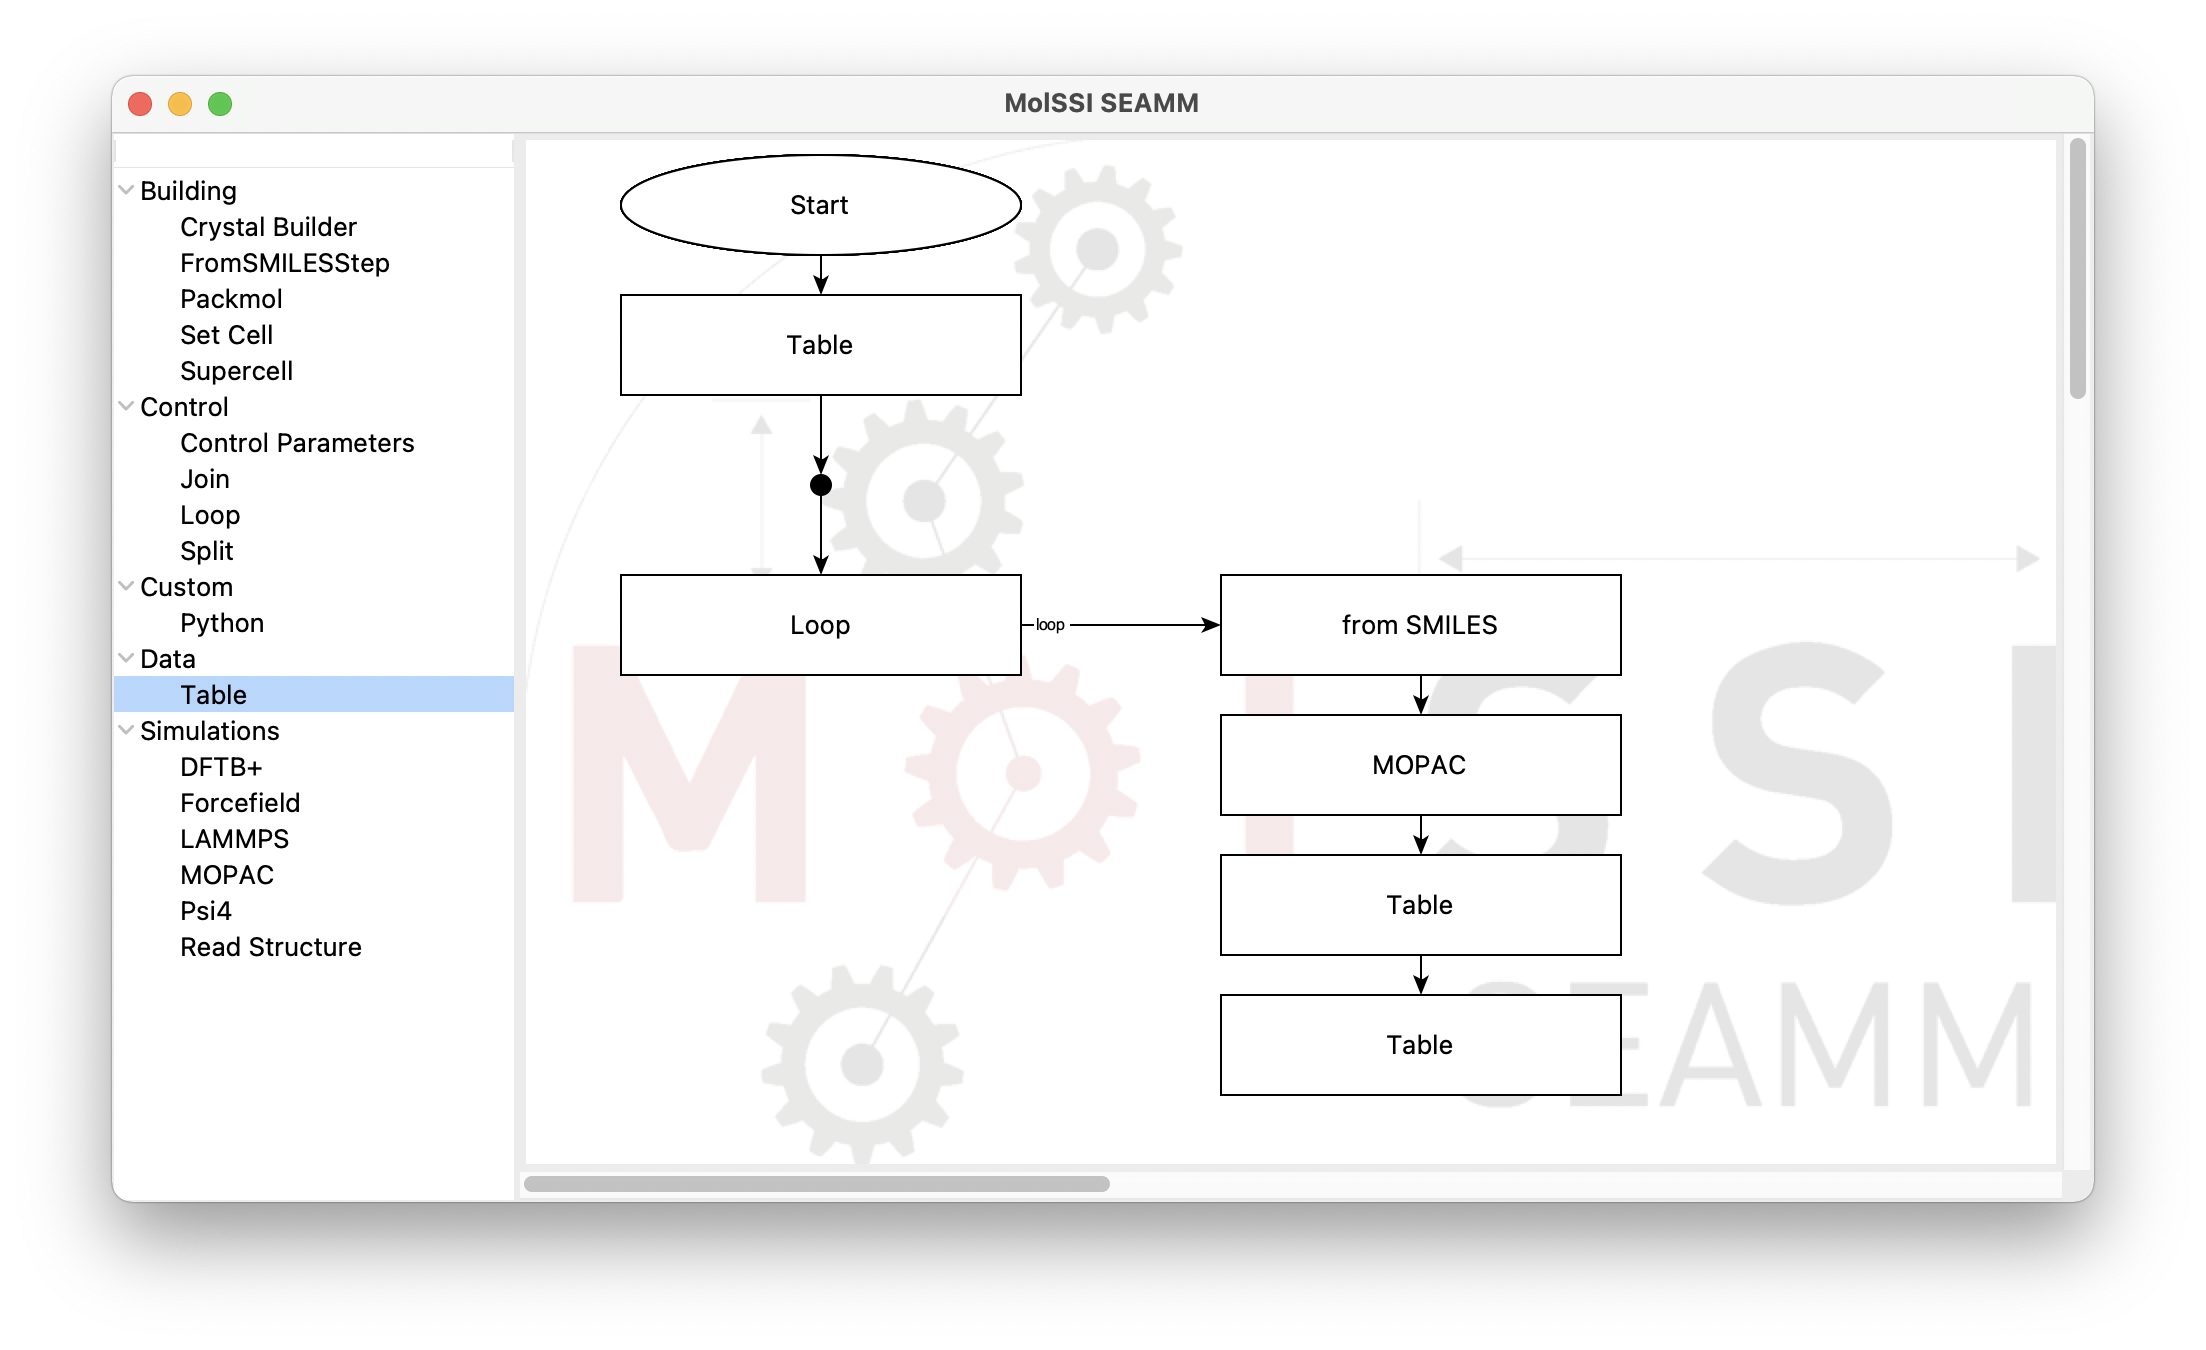 MolSSI SEAMM
Building
Crystal Builder
FromSMILESStep
Packmol
Set Cell
Supercell
Control
Control Parameters
Join
Loop
Split
Custom
Python
Data
Table
Simulations
DFTB+
Forcefield
LAMMPS
MOPAC
Psi4
Read Structure
Start
Table
Loop
loop
from SMILES
MOPAC
Table
Table
M I S S I
SEAMM